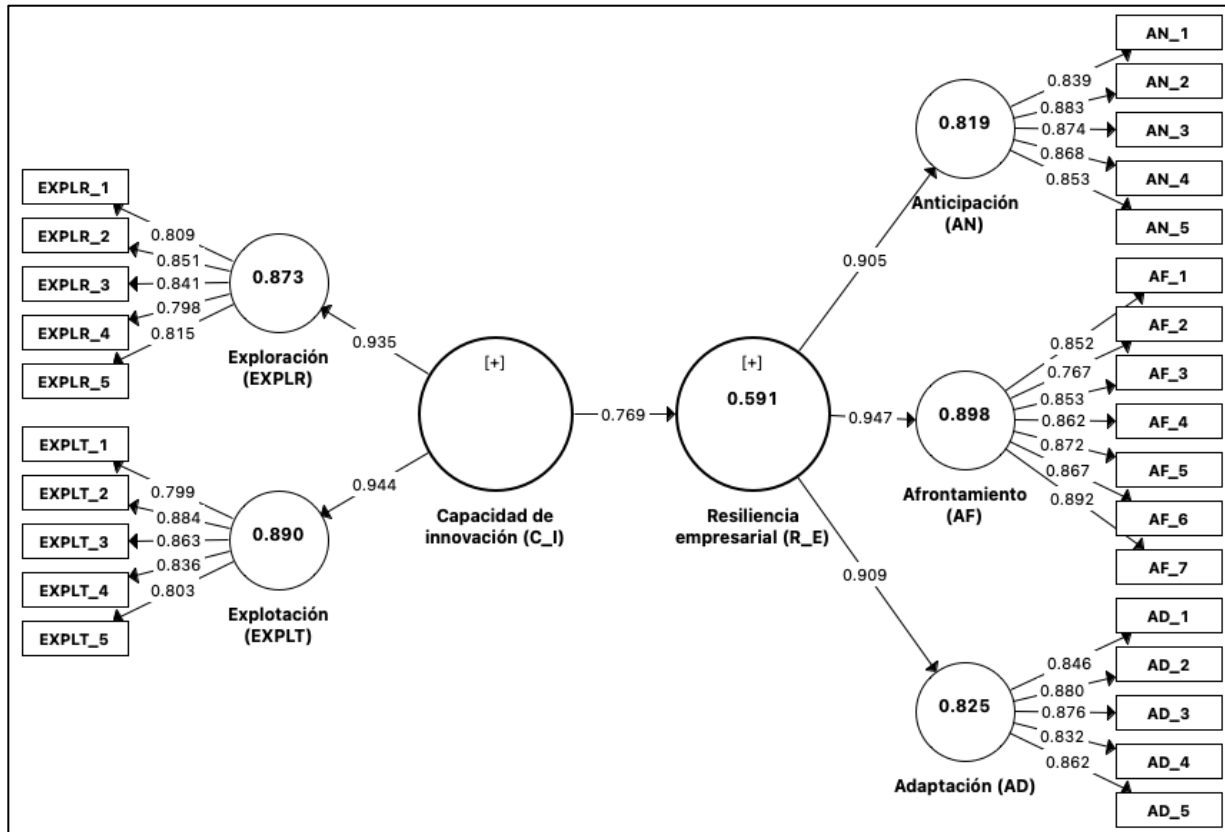 EXPLR_1
EXPLR_2
EXPLR_3
EXPLR_4
EXPLR_5
0.809
0.851
0.841
0.798
0.815
0.873
Exploración
(EXPLR)
0.935
EXPLT_1
EXPLT_2
EXPLT_3
EXPLT_4
EXPLT_5
0.799
0.884
0.863
0.836
0.803
0.890
Explotación
(EXPLT)
0.944
[+]
Capacidad de
innovación (C_I)
0.769
[+]
0.591
Resiliencia
empresarial (R_E)
0.905
0.947
0.909
0.819
Anticipación
(AN)
0.839
0.883
0.874
0.868
0.853
AN_1
AN_2
AN_3
AN_4
AN_5
0.898
Afrontamiento
(AF)
0.852
0.767
0.853
0.862
0.872
0.867
0.892
AF_1
AF_2
AF_3
AF_4
AF_5
AF_6
AF_7
0.825
Adaptación (AD)
0.846
0.880
0.876
0.832
0.862
AD_1
AD_2
AD_3
AD_4
AD_5